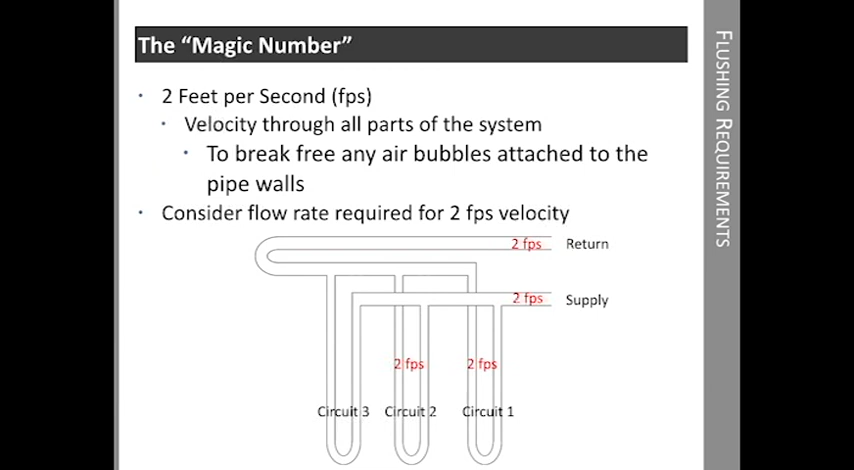 The “Magic Number”
FLUSHING REQUIREMENTS
· 2 Feet per Second (fps)
· Velocity through all parts of the system
· To break free any air bubbles attached to the
pipe walls
· Consider flow rate required for 2 fps velocity
2 fps Return
2 fps Supply
2 fps 2 fps
Circuit 3 Circuit 2 Circuit 1